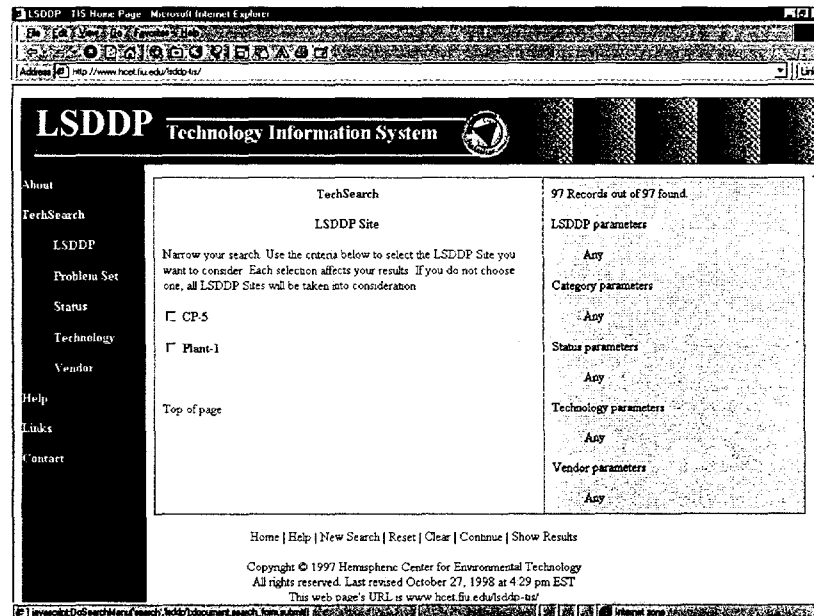 LSDDP TIS Home Page Microsoft Internet Explorer
File Edit View Go Favorites Help
Address http://www.hcet.fiu.edu/lsddp-tis/
LSDDP Technology Information System
About
TechSearch
LSDDP
Problem Set
Status
Technology
Vendor
Help
Links
Contact
TechSearch
LSDDP Site
Narrow your search. Use the criteria below to select the LSDDP Site you
want to consider. Each selection affects your results. If you do not choose
one, all LSDDP Sites will be taken into consideration
CP-5
Plant-1
Top of page
97 Records out of 97 found.
LSDDP parameters
Any
Category parameters
Any
Status parameters
Any
Technology parameters
Any
Vendor parameters
Any
Home | Help | New Search | Reset | Clear | Continue | Show Results
Copyright © 1997 Hemispheric Center for Environmental Technology
All rights reserved. Last revised October 27, 1998 at 4:29 pm EST
This web page's URL is www.hcet.fiu.edu/lsddp-tis/
Internet zone